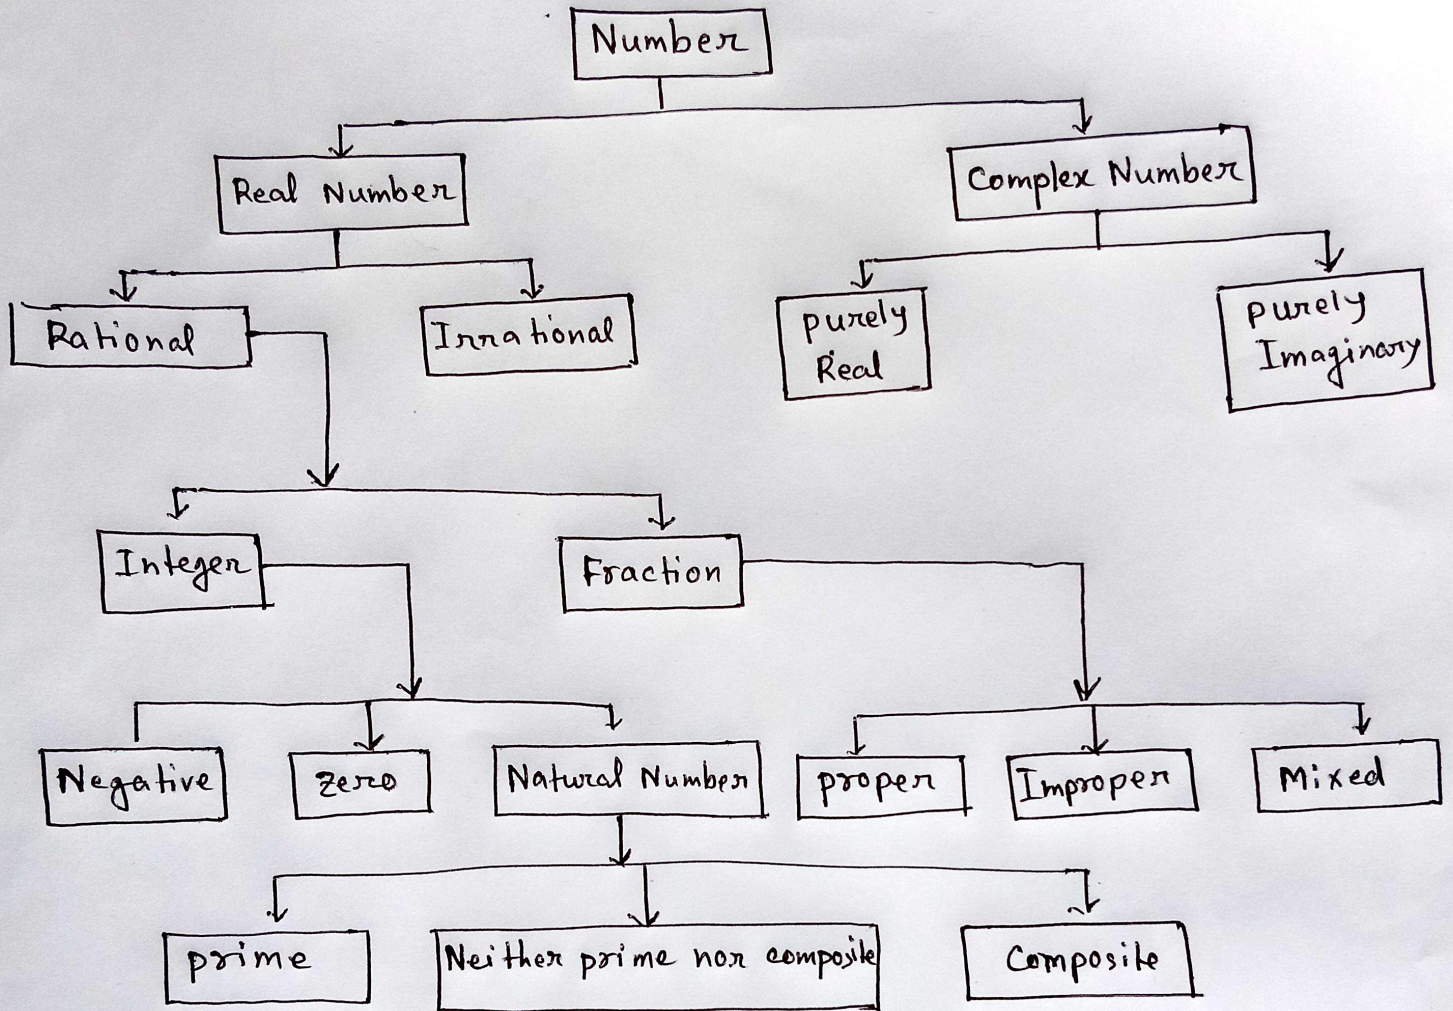 Number
Real Number
Complex Number
Rational
Irrational
purely
Real
purely
Imaginary
Integer
Fraction
Negative
Zero
Natural Number
proper
Improper
Mixed
prime
Neither prime nor composite
Composite